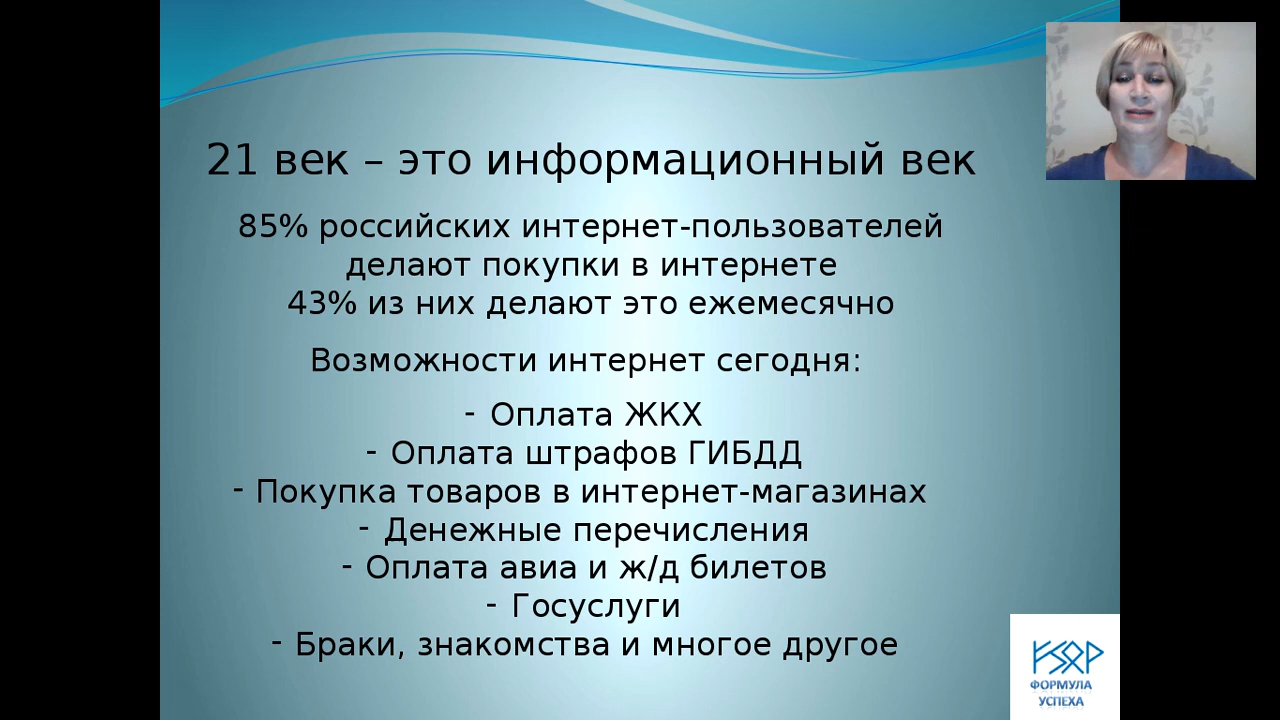 21 век – это информационный век
85% российских интернет-пользователей
делают покупки в интернете
43% из них делают это ежемесячно
Возможности интернет сегодня:
- Оплата ЖКХ
- Оплата штрафов ГИБДД
- Покупка товаров в интернет-магазинах
- Денежные перечисления
- Оплата авиа и ж/д билетов
- Госуслуги
- Браки, знакомства и многое другое
ФОРМУЛА
УСПЕХА